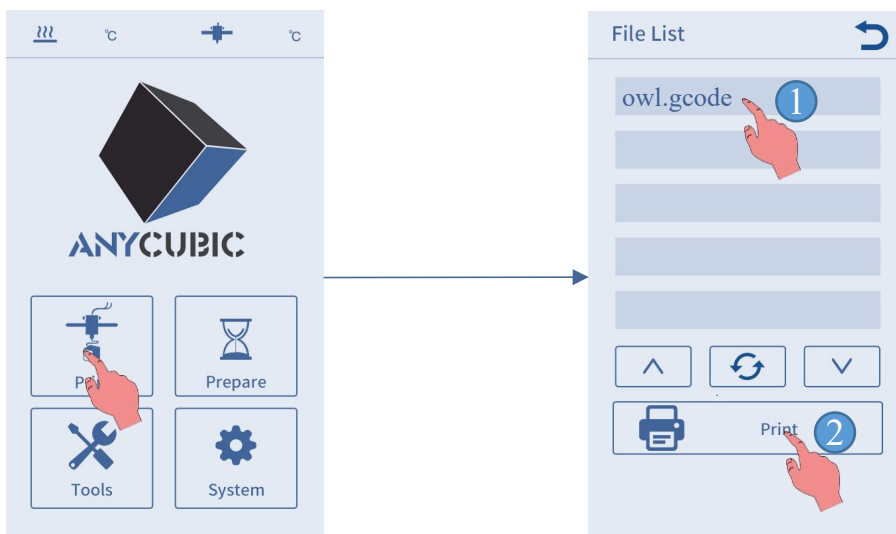 ℃
℃
ANYCUBIC
Prepare
Tools
System
File List
owl.gcode
1
Print
2